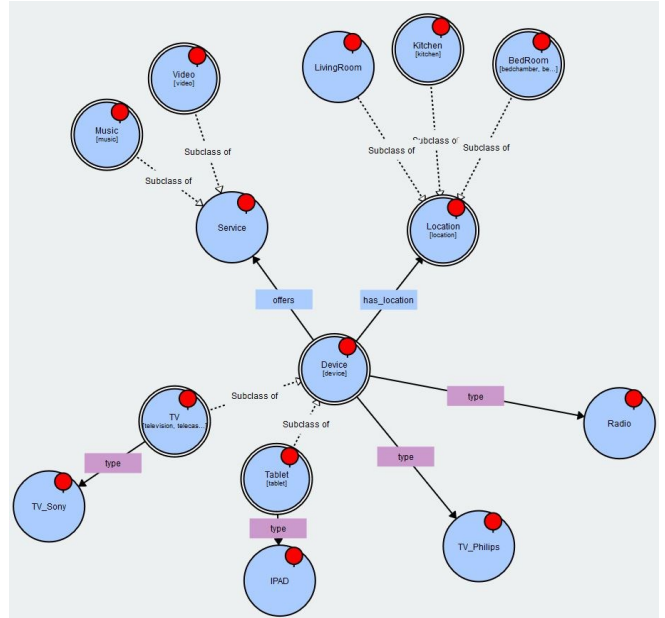 Video
[video]
LivingRoom
Kitchen
[kitchen]
BedRoom
[bedchamber, be...]
Music
[music]
Subclass of
Subclass of
Subclass of
Subclass of
Subclass of
Service
Location
[location]
offers
has_location
Device
[device]
TV
[television, telecas...]
Subclass of
type
Radio
Subclass of
type
type
Tablet
[tablet]
TV_Sony
type
TV_Philips
IPAD